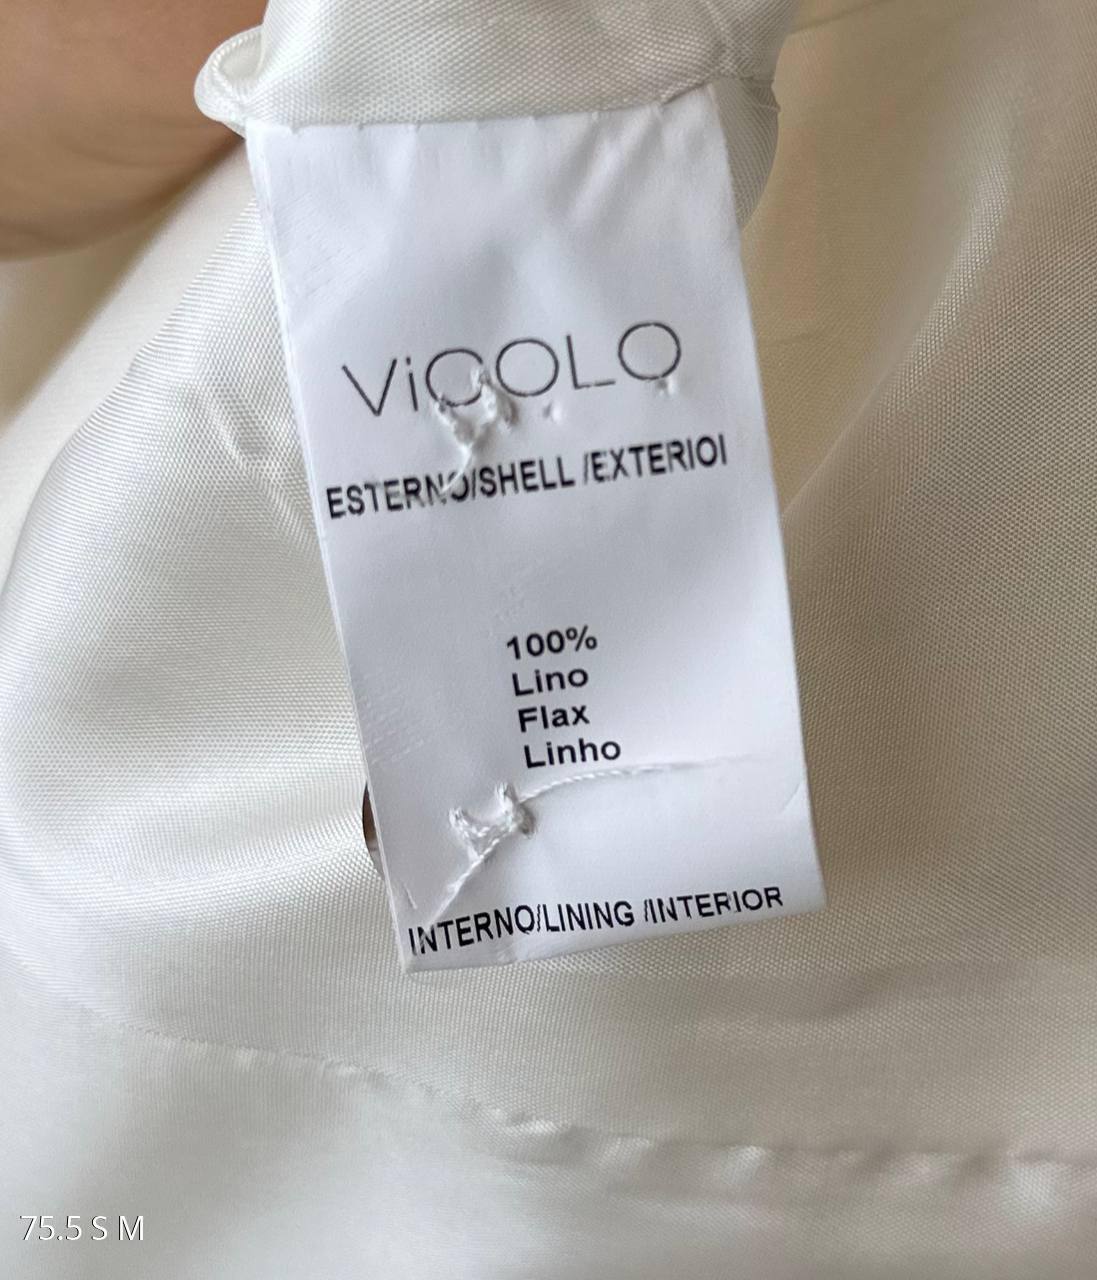 ViCOLO
ESTERNO/SHELL /EXTERIOI
100%
Lino
Flax
Linho
INTERNO/LINING /INTERIOR
75.5 S M